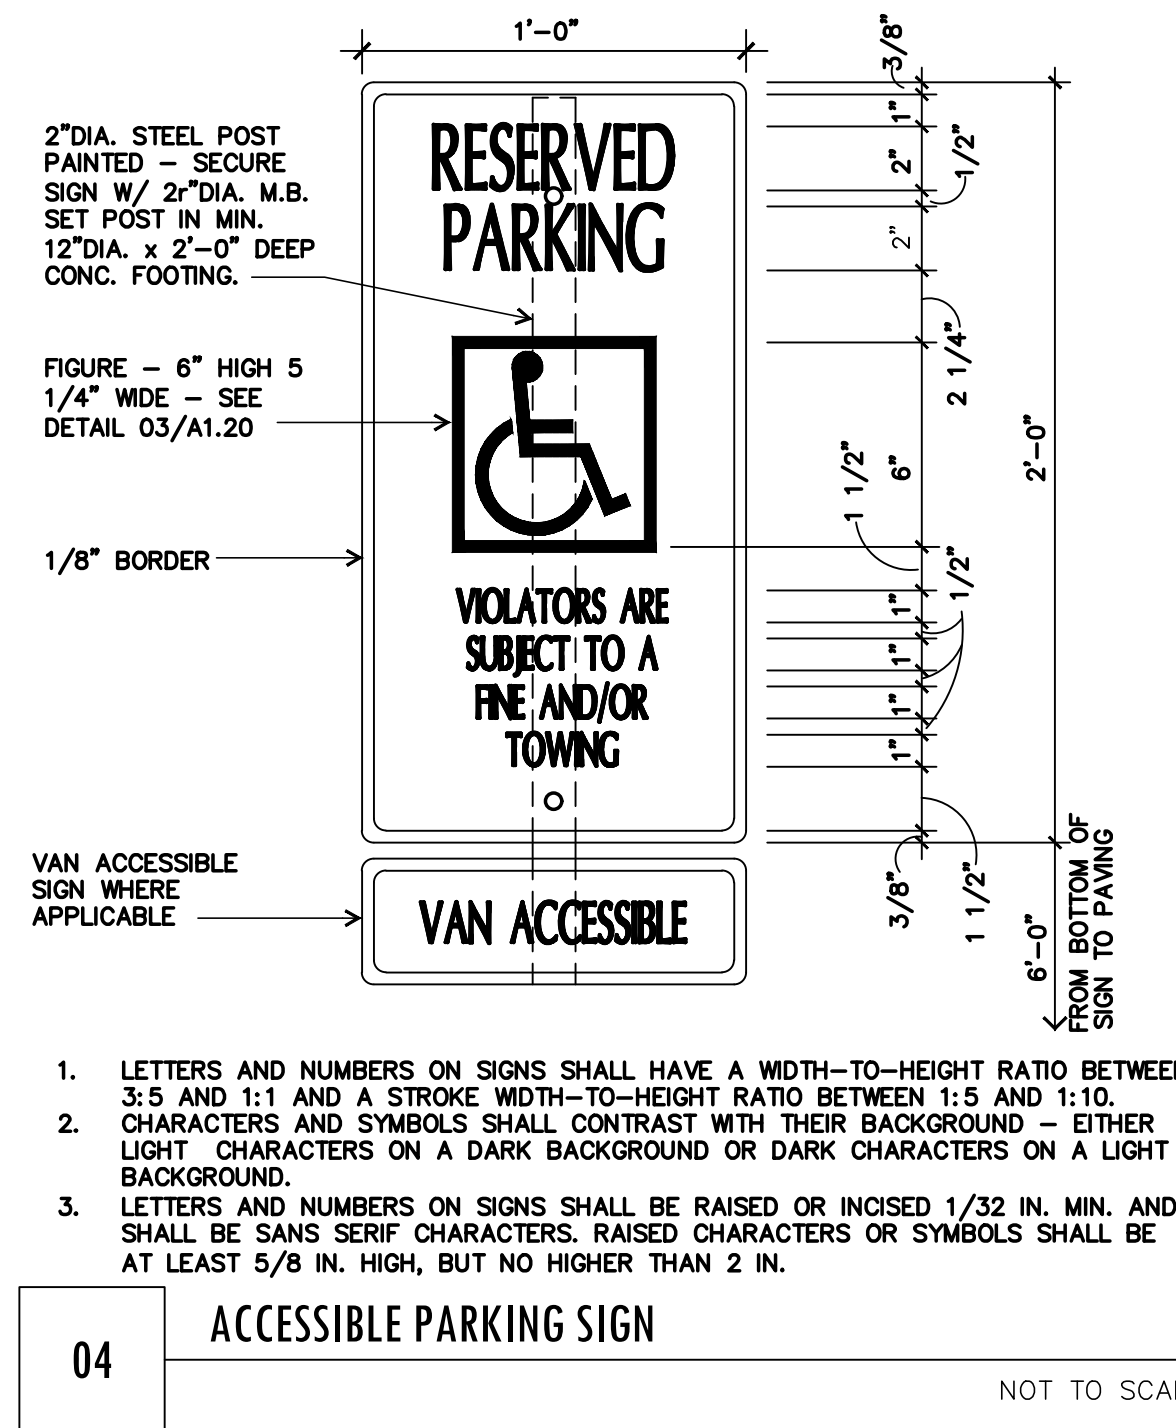 1'-0"
3/8"
1"
2"
1/2"
2"
2 1/4"
6"
1 1/2"
1/2"
1"
1"
1"
1"
3/8"
1 1/2"
2'-0"
6'-0"
FROM BOTTOM OF
SIGN TO PAVING
2"DIA. STEEL POST
PAINTED – SECURE
SIGN W/ 2r"DIA. M.B.
SET POST IN MIN.
12"DIA. x 2'-0" DEEP
CONC. FOOTING.
FIGURE – 6" HIGH 5
1/4" WIDE – SEE
DETAIL 03/A1.20
1/8" BORDER
VAN ACCESSIBLE
SIGN WHERE
APPLICABLE
RESERVED
PARKING
VIOLATORS ARE
SUBJECT TO A
FINE AND/OR
TOWING
VAN ACCESSIBLE
1. LETTERS AND NUMBERS ON SIGNS SHALL HAVE A WIDTH-TO-HEIGHT RATIO BETWEEN
3:5 AND 1:1 AND A STROKE WIDTH-TO-HEIGHT RATIO BETWEEN 1:5 AND 1:10.
2. CHARACTERS AND SYMBOLS SHALL CONTRAST WITH THEIR BACKGROUND – EITHER
LIGHT CHARACTERS ON A DARK BACKGROUND OR DARK CHARACTERS ON A LIGHT
BACKGROUND.
3. LETTERS AND NUMBERS ON SIGNS SHALL BE RAISED OR INCISED 1/32 IN. MIN. AND
SHALL BE SANS SERIF CHARACTERS. RAISED CHARACTERS OR SYMBOLS SHALL BE
AT LEAST 5/8 IN. HIGH, BUT NO HIGHER THAN 2 IN.
04
ACCESSIBLE PARKING SIGN
NOT TO SCA